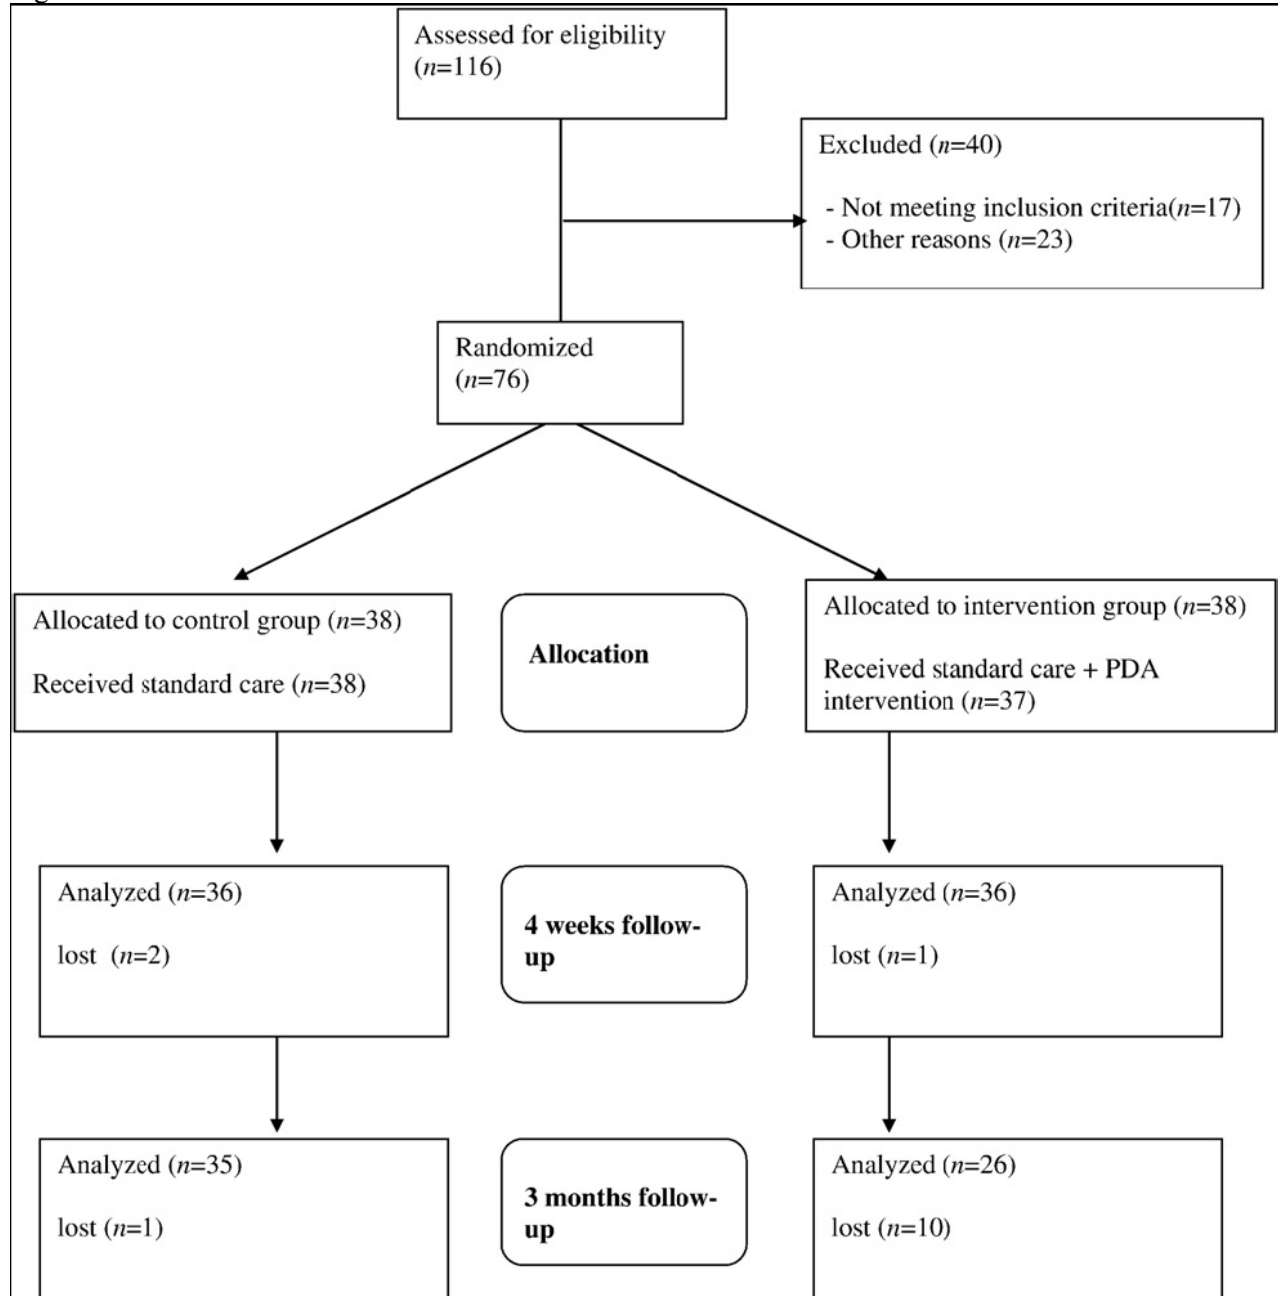 Assessed for eligibility
(n=116)
Excluded (n=40)
- Not meeting inclusion criteria(n=17)
- Other reasons (n=23)
Randomized
(n=76)
Allocated to control group (n=38)
Received standard care (n=38)
Allocation
Allocated to intervention group (n=38)
Received standard care + PDA
intervention (n=37)
Analyzed (n=36)
lost (n=2)
4 weeks follow-
up
Analyzed (n=36)
lost (n=1)
Analyzed (n=35)
lost (n=1)
3 months follow-
up
Analyzed (n=26)
lost (n=10)